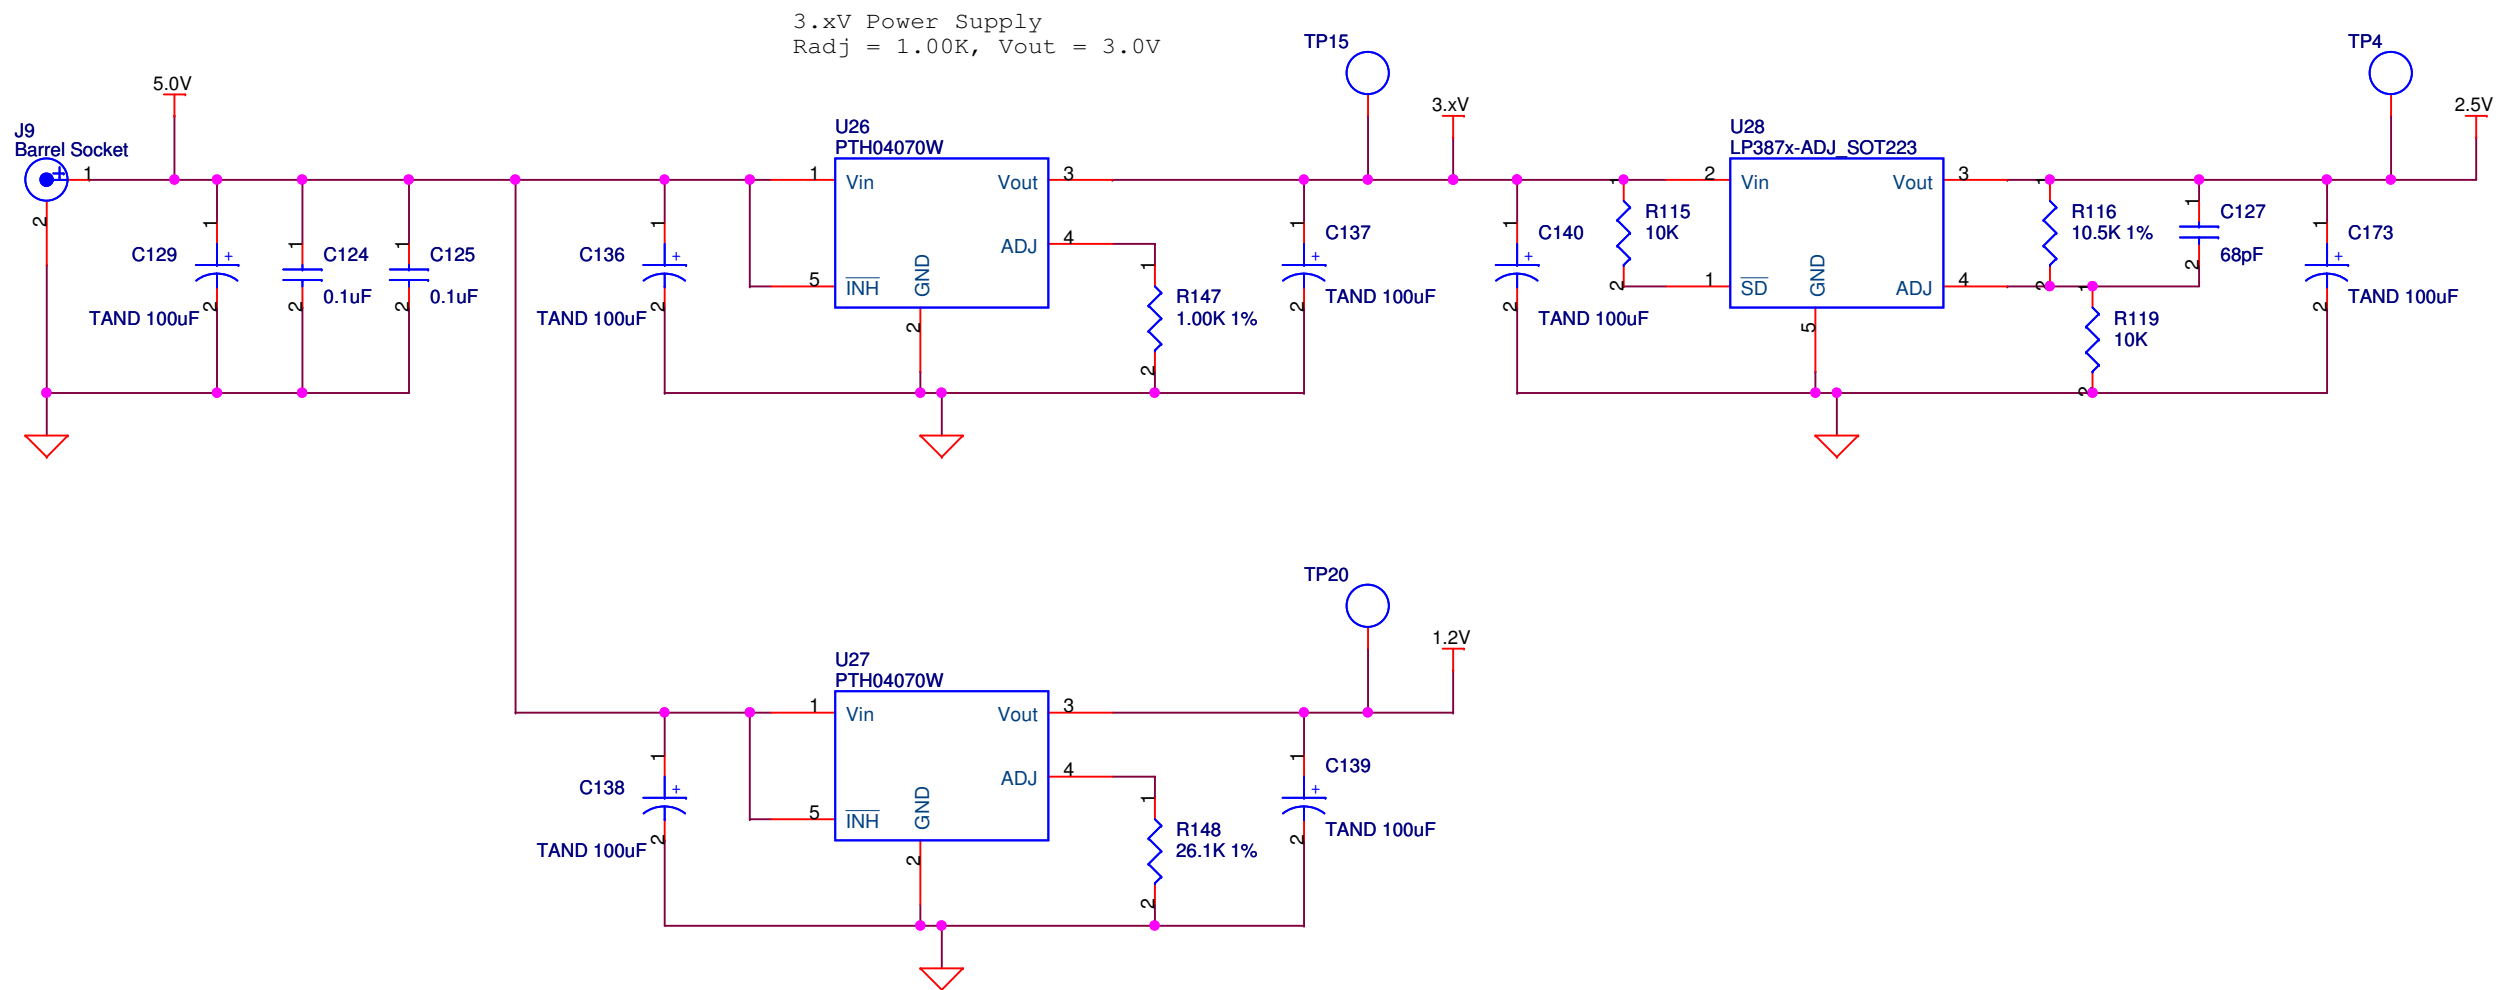 3.xV Power Supply
Radj = 1.00K, Vout = 3.0V
TP15
TP4
5.0V
3.xV
2.5V
J9
Barrel Socket
+
1
2
C129
1
+
2
TAND 100uF
C124
1
2
0.1uF
C125
1
2
0.1uF
C136
1
+
2
TAND 100uF
U26
PTH04070W
1
Vin
Vout
3
ADJ
4
5
INH
GND
2
1
R147
1.00K 1%
2
C137
1
+
2
TAND 100uF
C140
1
+
2
TAND 100uF
1
R115
10K
2
U28
LP387x-ADJ_SOT223
2
Vin
Vout
3
1
SD
GND
5
ADJ
4
1
R116
10.5K 1%
2
1
C127
68pF
2
1
R119
10K
2
C173
1
+
2
TAND 100uF
TP20
1.2V
C138
1
+
2
TAND 100uF
U27
PTH04070W
1
Vin
Vout
3
ADJ
4
5
INH
GND
2
1
R148
26.1K 1%
2
C139
1
+
2
TAND 100uF